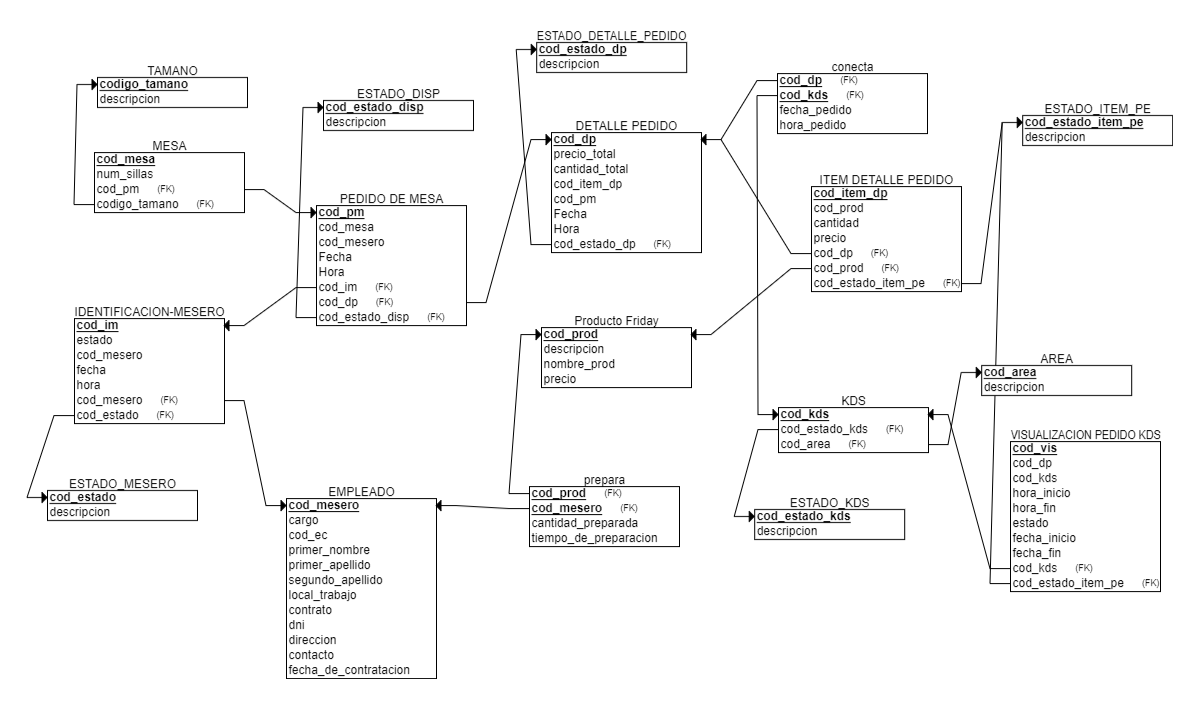 TAMANO
codigo_tamano
descripcion
MESA
cod_mesa
num_sillas
cod_pm (FK)
codigo_tamano (FK)
ESTADO_DISP
cod_estado_disp
descripcion
PEDIDO DE MESA
cod_pm
cod_mesa
cod_mesero
Fecha
Hora
cod_im (FK)
cod_dp (FK)
cod_estado_disp (FK)
ESTADO_DETALLE_PEDIDO
cod_estado_dp
descripcion
DETALLE PEDIDO
cod_dp
precio_total
cantidad_total
cod_item_dp
cod_pm
Fecha
Hora
cod_estado_dp (FK)
conecta
cod_dp (FK)
cod_kds (FK)
fecha_pedido
hora_pedido
ESTADO_ITEM_PE
cod_estado_item_pe
descripcion
ITEM DETALLE PEDIDO
cod_item_dp
cod_prod
cantidad
precio
cod_dp (FK)
cod_prod (FK)
cod_estado_item_pe (FK)
IDENTIFICACION-MESERO
cod_im
estado
cod_mesero
fecha
hora
cod_mesero (FK)
cod_estado (FK)
Producto Friday
cod_prod
descripcion
nombre_prod
precio
AREA
cod_area
descripcion
KDS
cod_kds
cod_estado_kds (FK)
cod_area (FK)
VISUALIZACION PEDIDO KDS
cod_vis
cod_dp
cod_kds
hora_inicio
hora_fin
estado
fecha_inicio
fecha_fin
cod_kds (FK)
cod_estado_item_pe (FK)
ESTADO_MESERO
cod_estado
descripcion
EMPLEADO
cod_mesero
cargo
cod_ec
primer_nombre
primer_apellido
segundo_apellido
local_trabajo
contrato
dni
direccion
contacto
fecha_de_contratacion
prepara
cod_prod (FK)
cod_mesero (FK)
cantidad_preparada
tiempo_de_preparacion
ESTADO_KDS
cod_estado_kds
descripcion